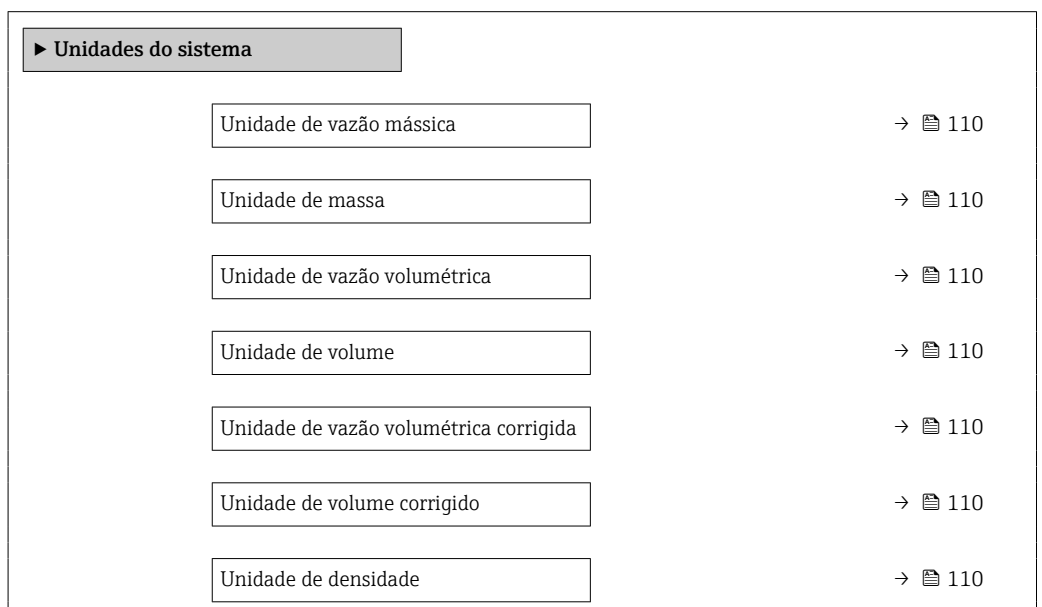 ▶ Unidades do sistema
Unidade de vazão mássica → 110
Unidade de massa → 110
Unidade de vazão volumétrica → 110
Unidade de volume → 110
Unidade de vazão volumétrica corrigida → 110
Unidade de volume corrigido → 110
Unidade de densidade → 110